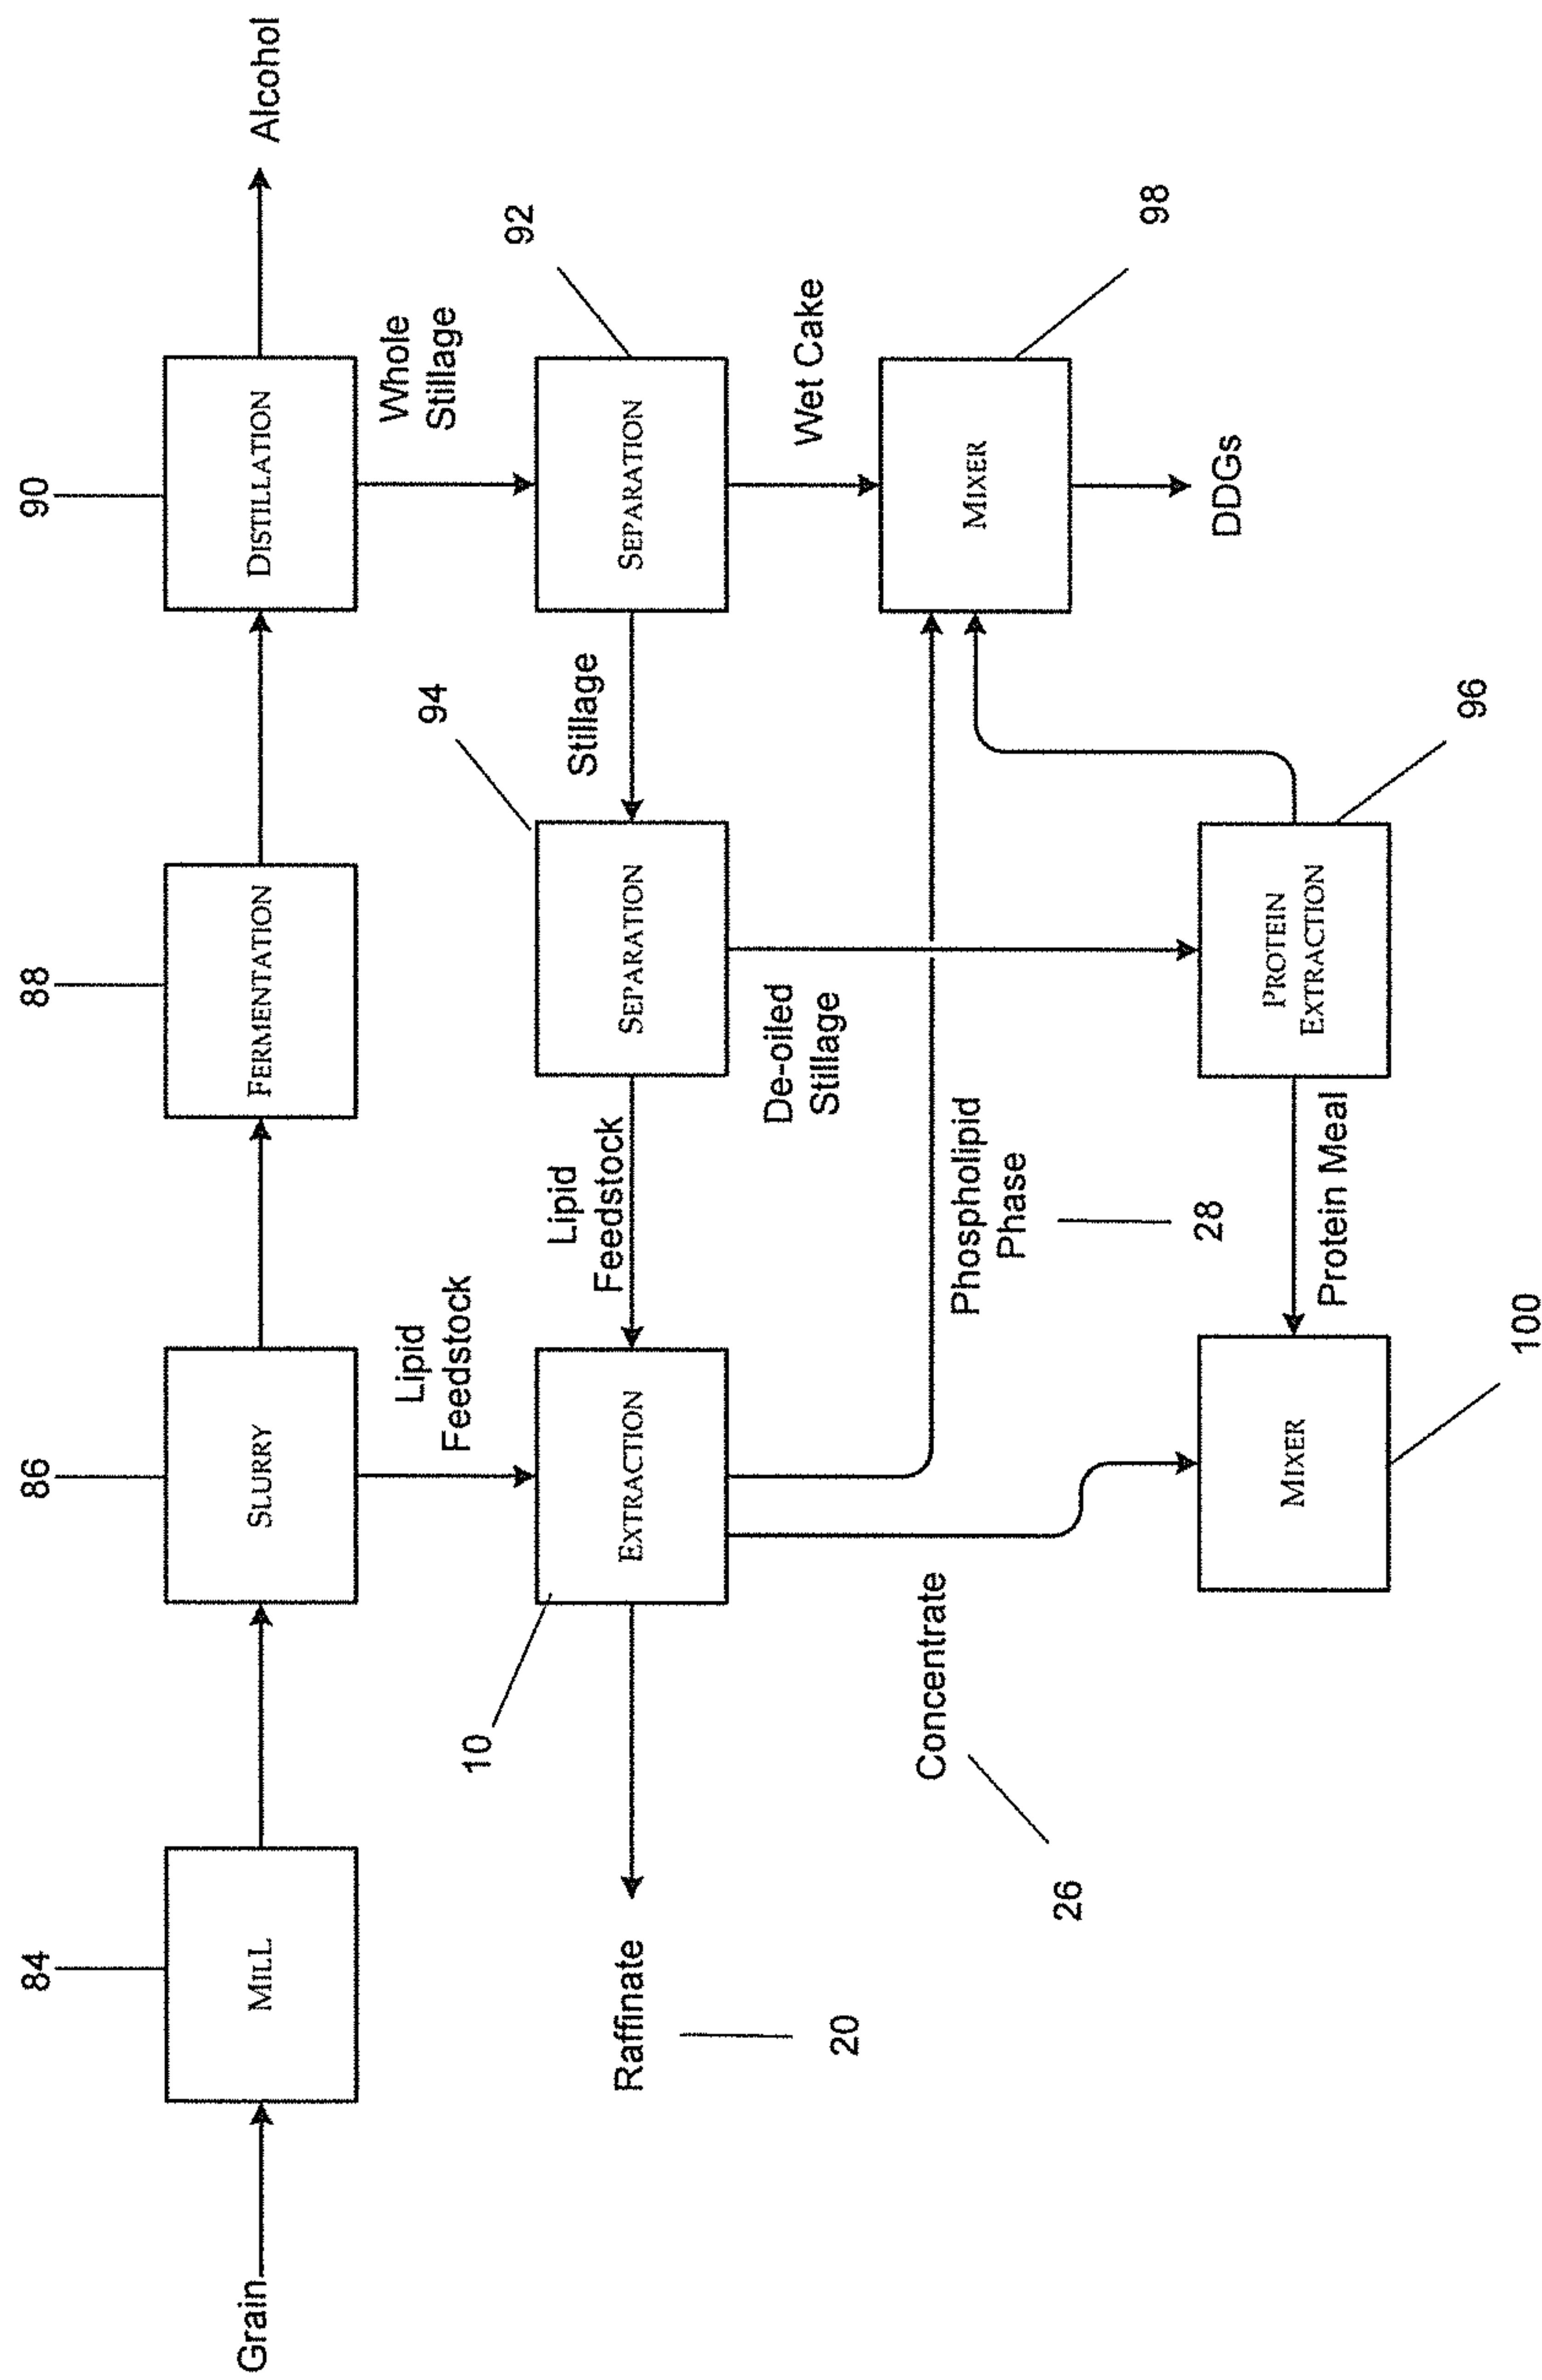 90
88
86
84
Grain
MILL
SLURRY
FERMENTATION
DISTILLATION
Alcohol
Lipid
Feedstock
Whole
Stillage
10
94
92
Raffinate
20
EXTRACTION
Lipid
Feedstock
SEPARATION
Stillage
SEPARATION
De-oiled
Stillage
Wet Cake
Concentrate
26
Phospholipid
Phase
28
MIXER
98
DDGs
MIXER
100
Protein Meal
PROTEIN
EXTRACTION
96